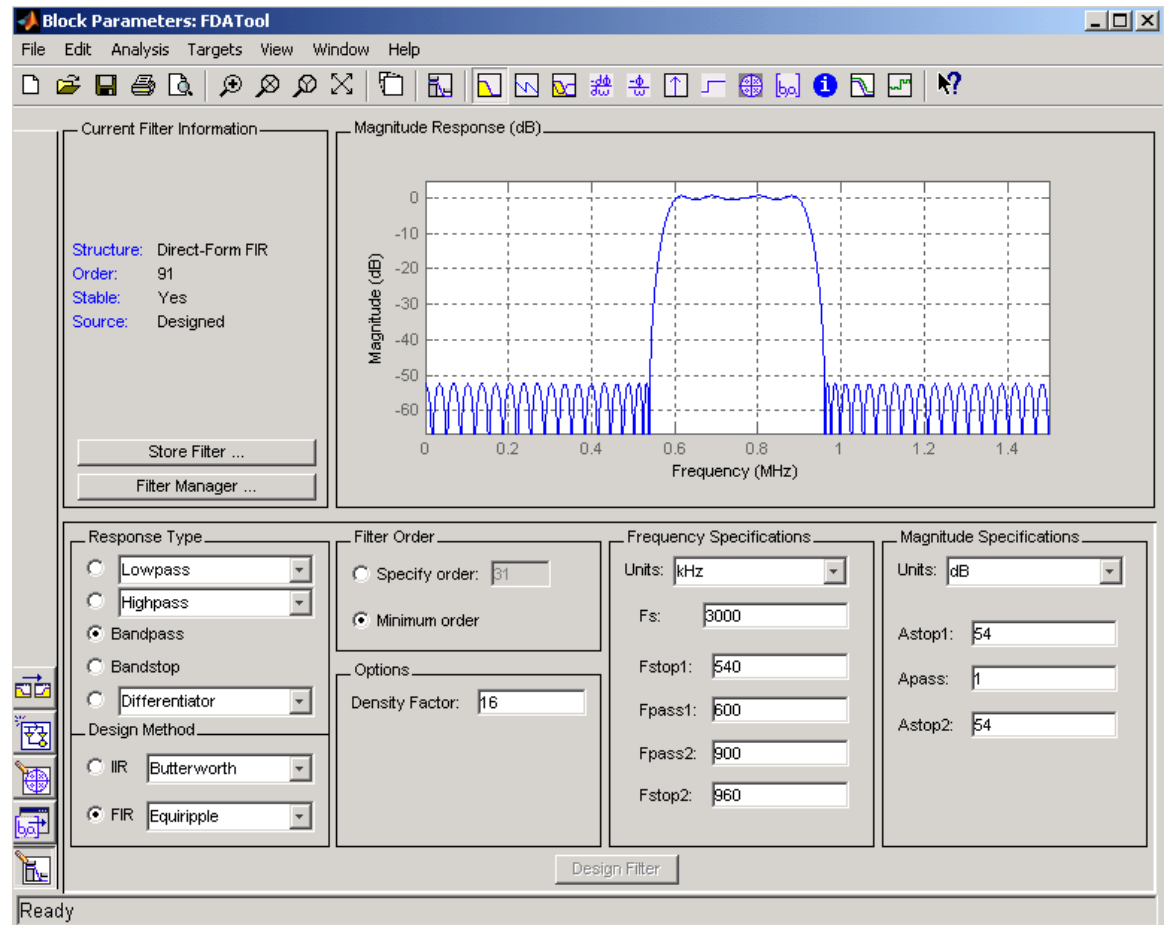 Block Parameters: FDATool
File Edit Analysis Targets View Window Help
Current Filter Information
Structure: Direct-Form FIR
Order: 91
Stable: Yes
Source: Designed
Store Filter ...
Filter Manager ...
Magnitude Response (dB)
Magnitude (dB)
0
-10
-20
-30
-40
-50
-60
0 0.2 0.4 0.6 0.8 1 1.2 1.4
Frequency (MHz)
Response Type
Lowpass
Highpass
Bandpass
Bandstop
Differentiator
Design Method
IIR Butterworth
FIR Equiripple
Filter Order
Specify order: 31
Minimum order
Options
Density Factor: 16
Frequency Specifications
Units: kHz
Fs: 3000
Fstop1: 540
Fpass1: 600
Fpass2: 900
Fstop2: 960
Magnitude Specifications
Units: dB
Astop1: 54
Apass: 1
Astop2: 54
Design Filter
Ready